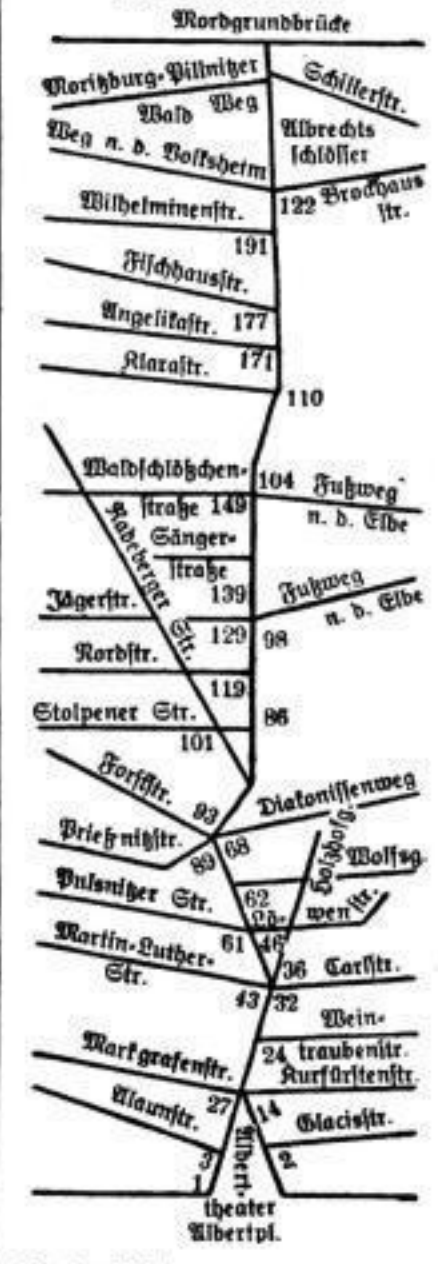 Mordgrundbrücke
Moritzburg-Pillnitzer
Wald Weg
Schillerstr.
Weg n. d. Volksheim
Albrechts
schlösser
122 Brockhaus
str.
Wilhelminenstr.
191
Fischhausstr.
177
Angelikastr.
171
Klarastr.
110
Waldschlößchen-
straße 149
104 Fußweg
n. d. Elbe
Radeberger Str.
Sänger-
straße
139
Jägerstr.
129
Fußweg
n. d. Elbe
98
Nordstr.
119
Stolpener Str.
86
101
Forststr.
93
Diakonissenweg
Prießnitzstr.
89 68
Holzhofg.
Wolfsg.
62
Pulsnitzer Str.
Lö-
wenstr.
61 46
Martin-Luther-
Str.
36 Carlstr.
43 32
Wein-
traubenstr.
24
Markgrafenstr.
Kurfürstenstr.
27 14
Alaunstr.
Glacisstr.
3
1
Albert-
theater
Albertpl.